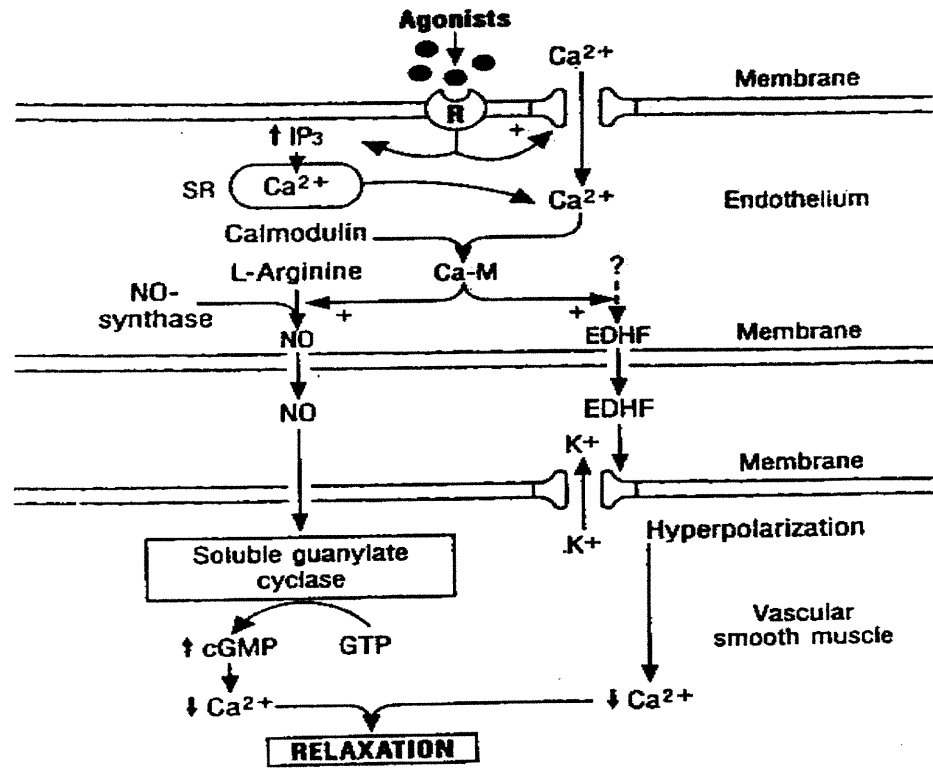 Agonists
Ca2+
Membrane
R
+
↑ IP3
SR
Ca2+
Ca2+
Endothelium
Calmodulin
L-Arginine
Ca-M
?
NO-
synthase
+
+
NO
EDHF
Membrane
NO
EDHF
K+
Membrane
K+
Hyperpolarization
Soluble guanylate
cyclase
Vascular
smooth muscle
↑ cGMP
GTP
↓ Ca2+
↓ Ca2+
RELAXATION